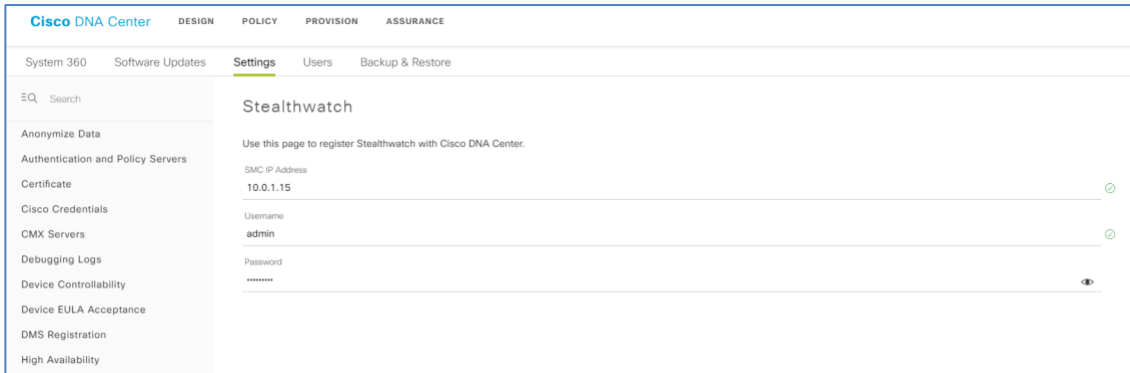 Cisco DNA Center DESIGN POLICY PROVISION ASSURANCE
System 360 Software Updates Settings Users Backup & Restore
Search
Anonymize Data
Authentication and Policy Servers
Certificate
Cisco Credentials
CMX Servers
Debugging Logs
Device Controllability
Device EULA Acceptance
DMS Registration
High Availability
Stealthwatch
Use this page to register Stealthwatch with Cisco DNA Center.
SMC IP Address
10.0.1.15
Username
admin
Password
•••••••••